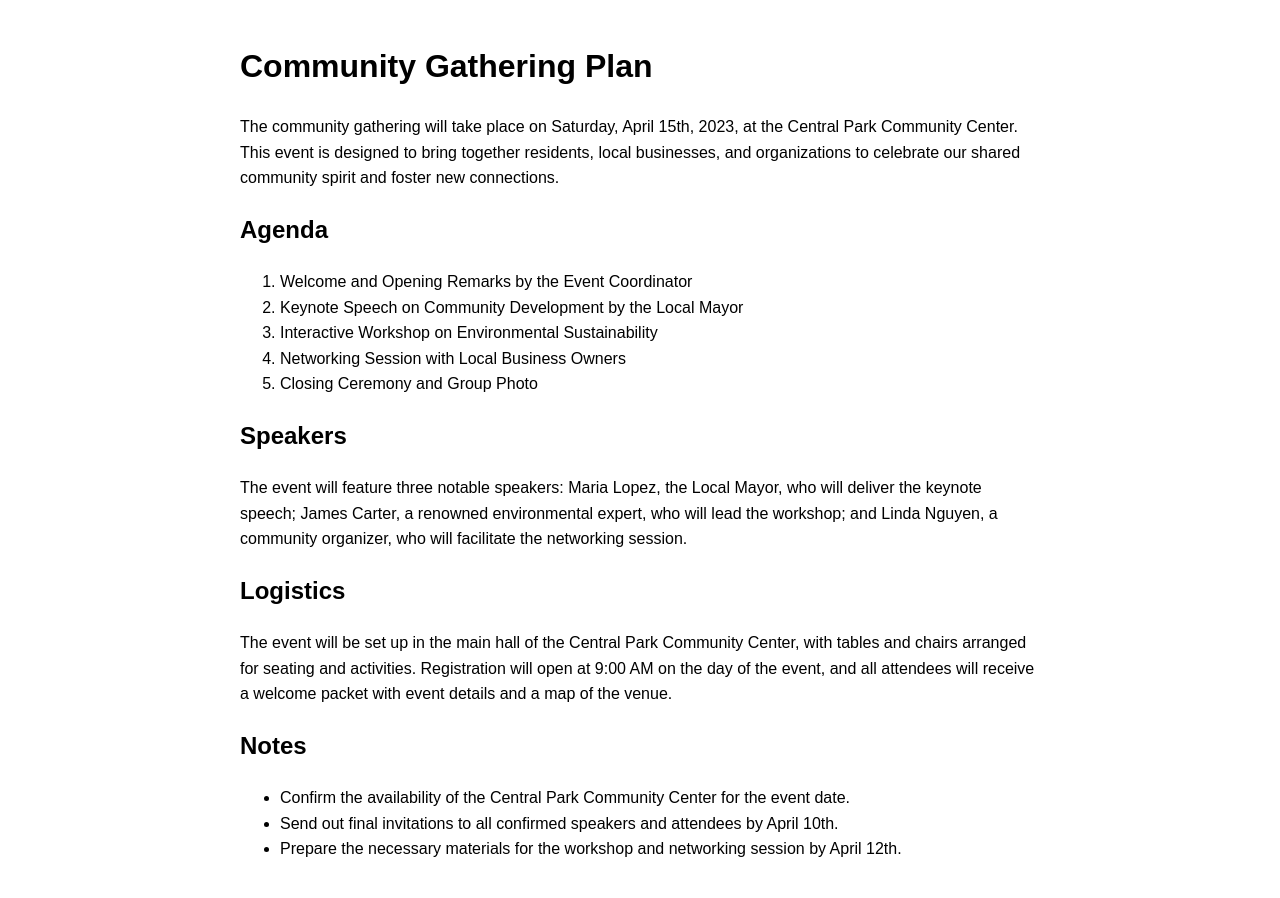 Community Gathering Plan
The community gathering will take place on Saturday, April 15th, 2023, at the Central Park Community Center.
This event is designed to bring together residents, local businesses, and organizations to celebrate our shared
community spirit and foster new connections.
Agenda
1. Welcome and Opening Remarks by the Event Coordinator
2. Keynote Speech on Community Development by the Local Mayor
3. Interactive Workshop on Environmental Sustainability
4. Networking Session with Local Business Owners
5. Closing Ceremony and Group Photo
Speakers
The event will feature three notable speakers: Maria Lopez, the Local Mayor, who will deliver the keynote
speech; James Carter, a renowned environmental expert, who will lead the workshop; and Linda Nguyen, a
community organizer, who will facilitate the networking session.
Logistics
The event will be set up in the main hall of the Central Park Community Center, with tables and chairs arranged
for seating and activities. Registration will open at 9:00 AM on the day of the event, and all attendees will receive
a welcome packet with event details and a map of the venue.
Notes
• Confirm the availability of the Central Park Community Center for the event date.
• Send out final invitations to all confirmed speakers and attendees by April 10th.
• Prepare the necessary materials for the workshop and networking session by April 12th.